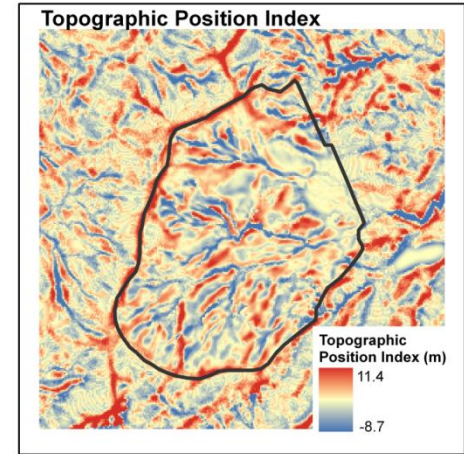 Topographic Position Index
Topographic
Position Index (m)
11.4
-8.7